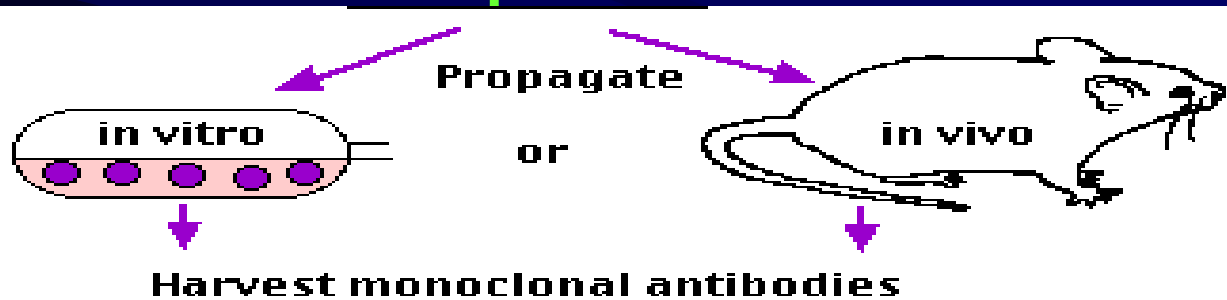 Propagate
in vitro
or
in vivo
Harvest monoclonal antibodies